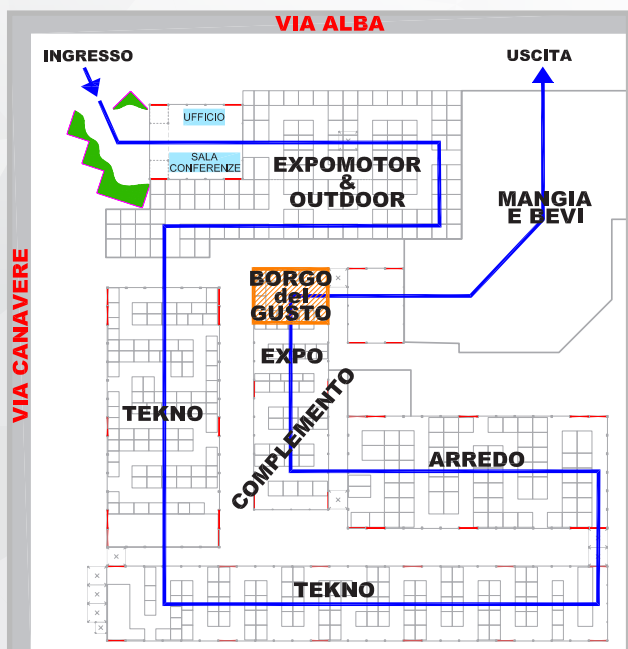 VIA ALBA
INGRESSO
USCITA
UFFICIO
SALA
CONFERENZE
EXPOMOTOR
&
OUTDOOR
MANGIA
E BEVI
BORGO
del
GUSTO
EXPO
VIA CANAVERE
TEKNO
COMPLEMENTO
ARREDO
TEKNO